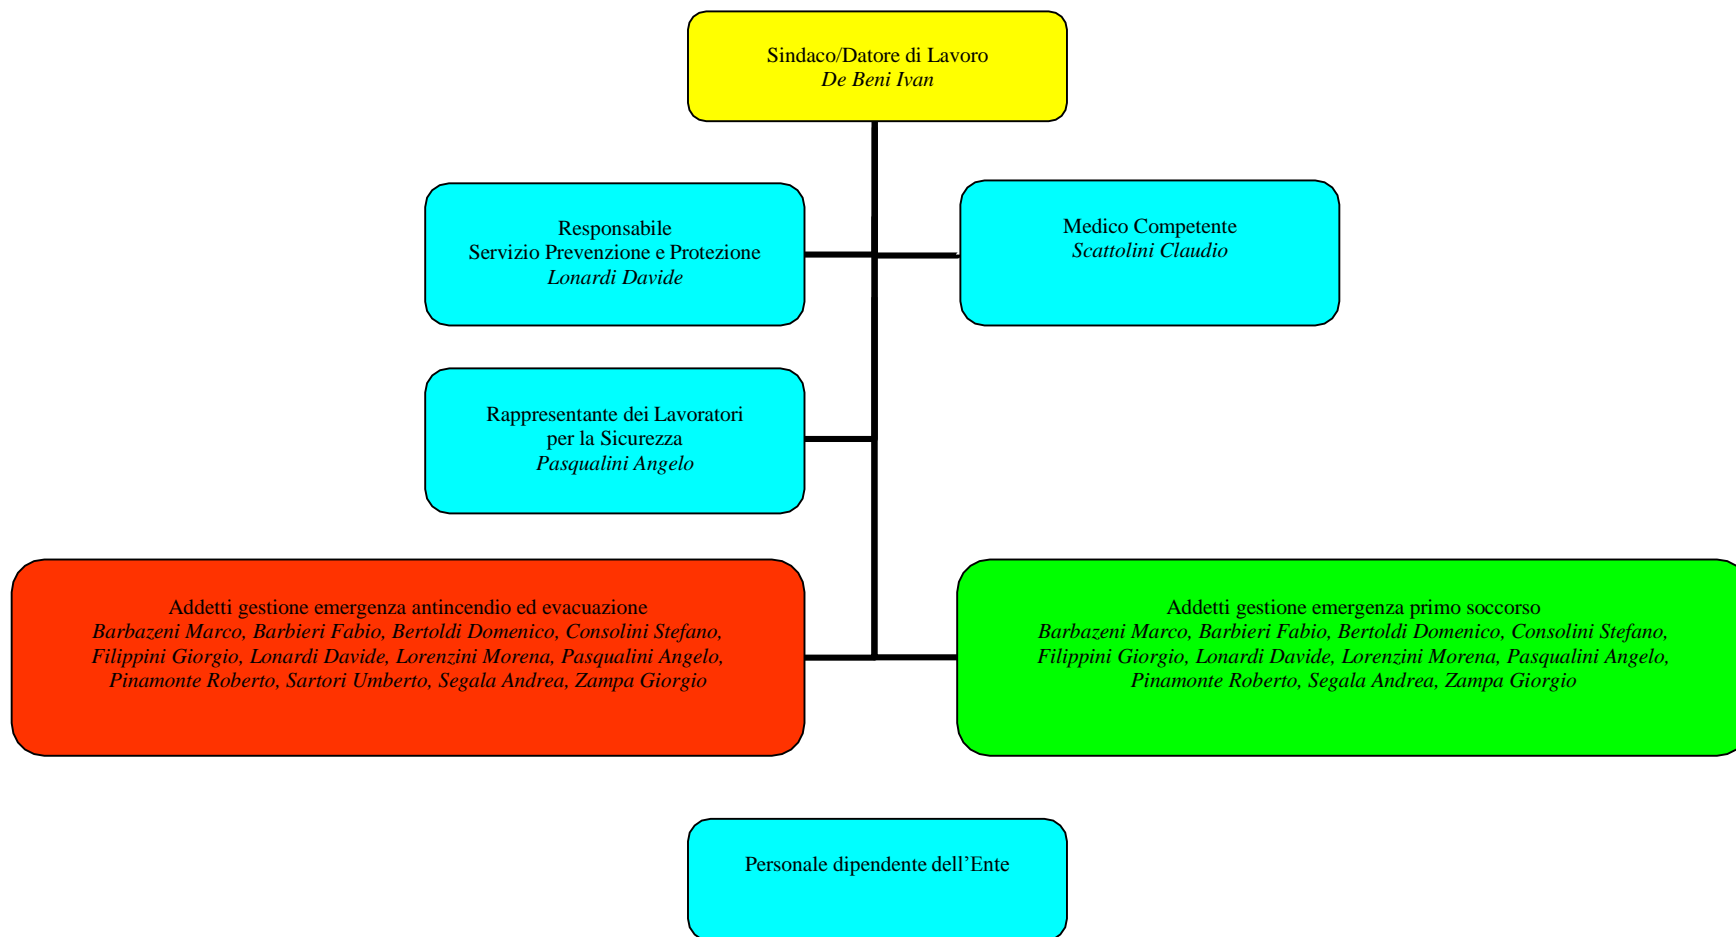 Sindaco/Datore di Lavoro
De Beni Ivan
Responsabile
Servizio Prevenzione e Protezione
Lonardi Davide
Medico Competente
Scattolini Claudio
Rappresentante dei Lavoratori
per la Sicurezza
Pasqualini Angelo
Addetti gestione emergenza antincendio ed evacuazione
Barbazeni Marco, Barbieri Fabio, Bertoldi Domenico, Consolini Stefano,
Filippini Giorgio, Lonardi Davide, Lorenzini Morena, Pasqualini Angelo,
Pinamonte Roberto, Sartori Umberto, Segala Andrea, Zampa Giorgio
Addetti gestione emergenza primo soccorso
Barbazeni Marco, Barbieri Fabio, Bertoldi Domenico, Consolini Stefano,
Filippini Giorgio, Lonardi Davide, Lorenzini Morena, Pasqualini Angelo,
Pinamonte Roberto, Segala Andrea, Zampa Giorgio
Personale dipendente dell’Ente